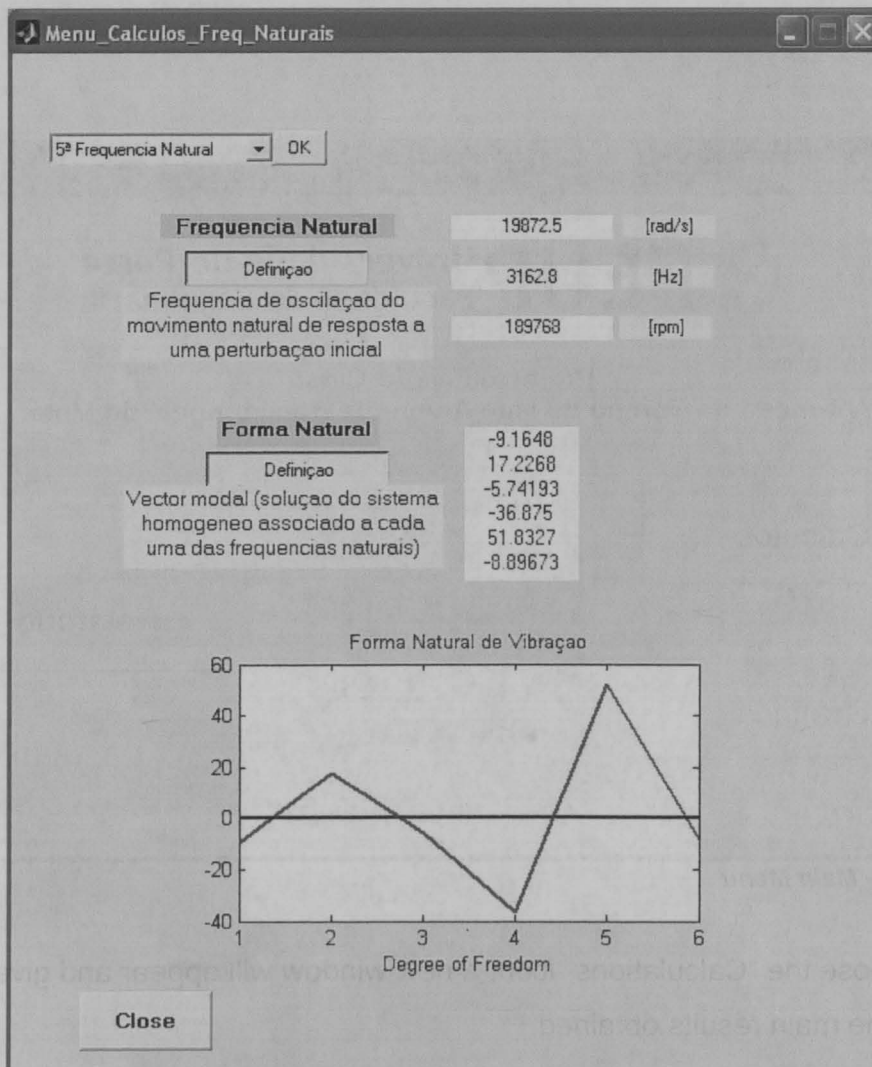 Menu_Calculos_Freq_Naturais
5ª Frequencia Natural OK
Frequencia Natural 19872.5 [rad/s]
Definiçao
3162.8 [Hz]
Frequencia de oscilaçao do
movimento natural de resposta a
uma perturbaçao inicial
189768 [rpm]
Forma Natural
Definiçao
Vector modal (soluçao do sistema
homogeneo associado a cada
uma das frequencias naturais)
-9.1648
17.2268
-5.74193
-36.875
51.8327
-8.89673
Forma Natural de Vibraçao
60
40
20
0
-20
-40
1 2 3 4 5 6
Degree of Freedom
Close